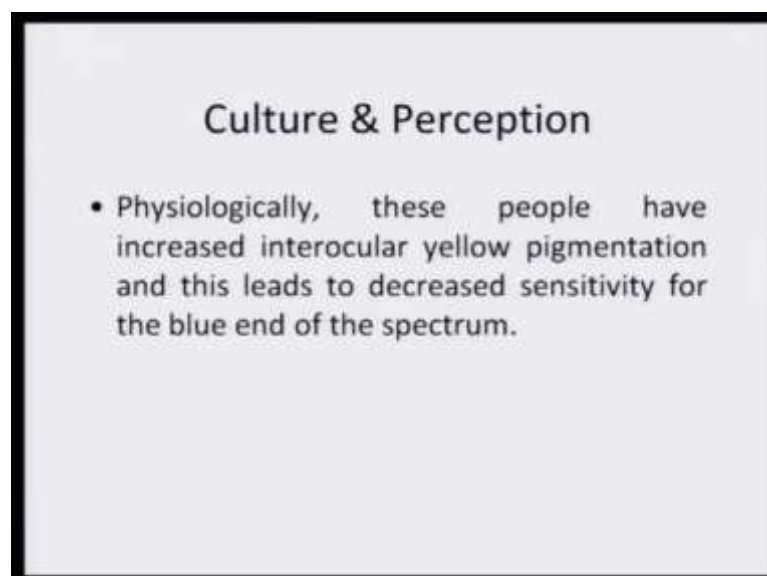 Culture & Perception
• Physiologically, these people have
increased interocular yellow pigmentation
and this leads to decreased sensitivity for
the blue end of the spectrum.